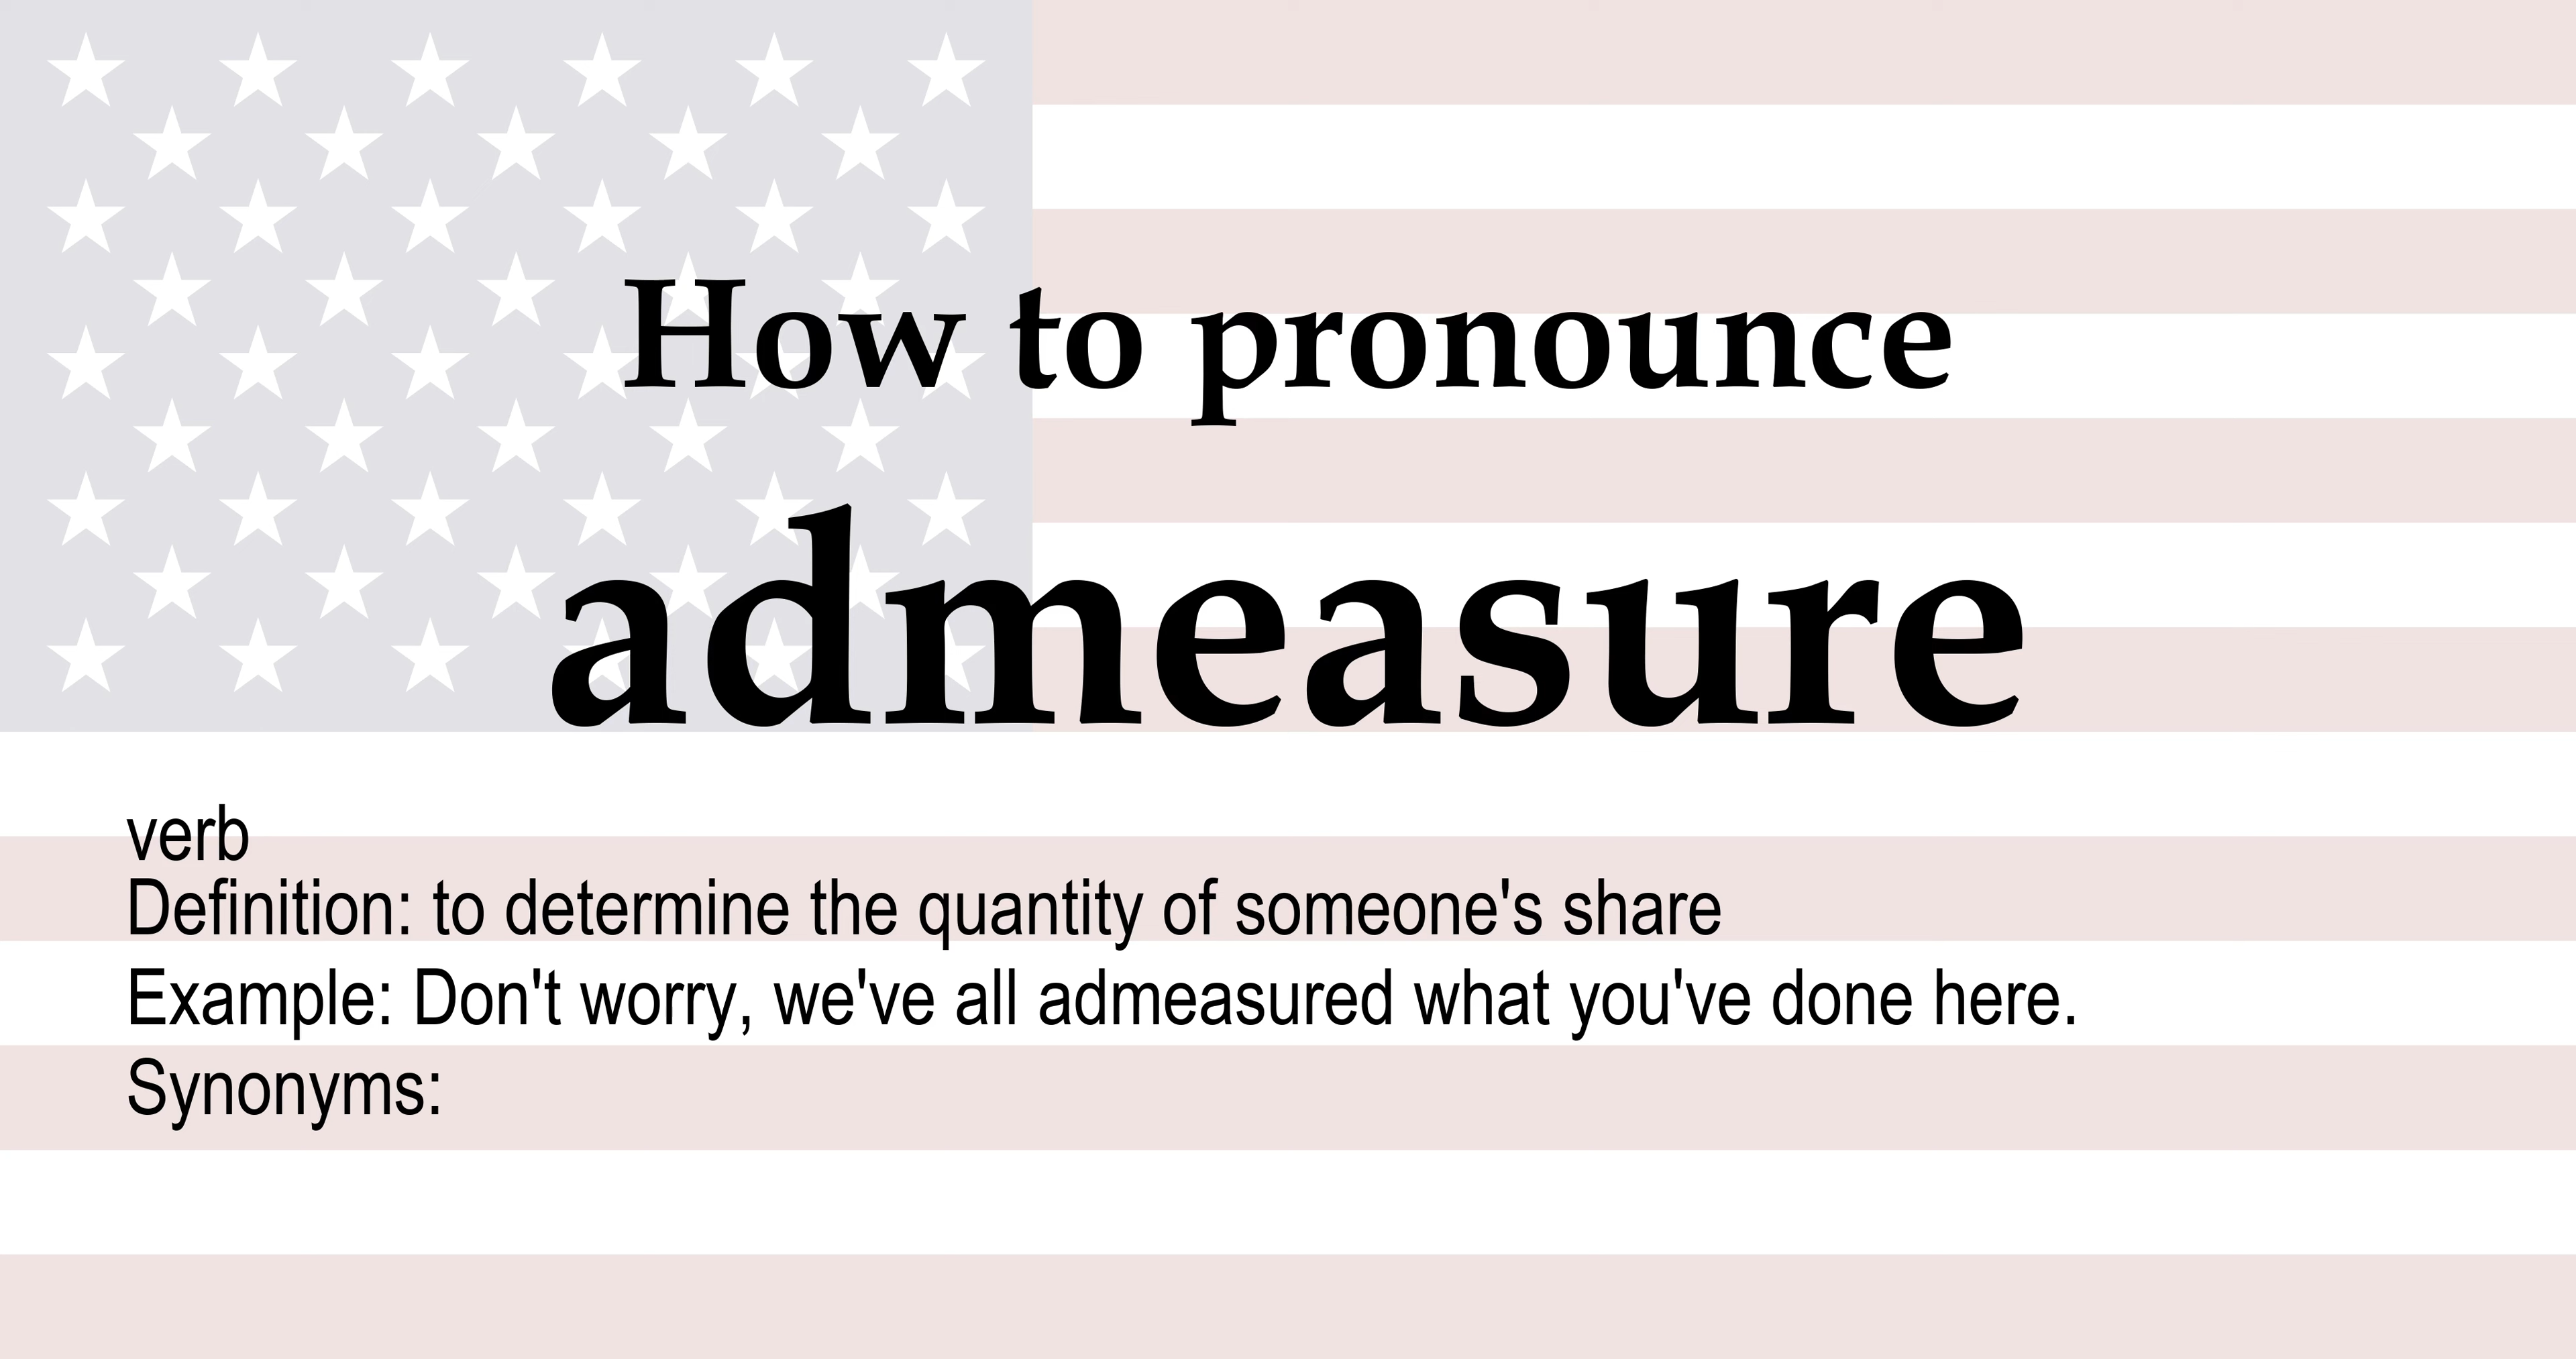 How to pronounce
admeasure
verb
Definition: to determine the quantity of someone's share
Example: Don't worry, we've all admeasured what you've done here.
Synonyms: